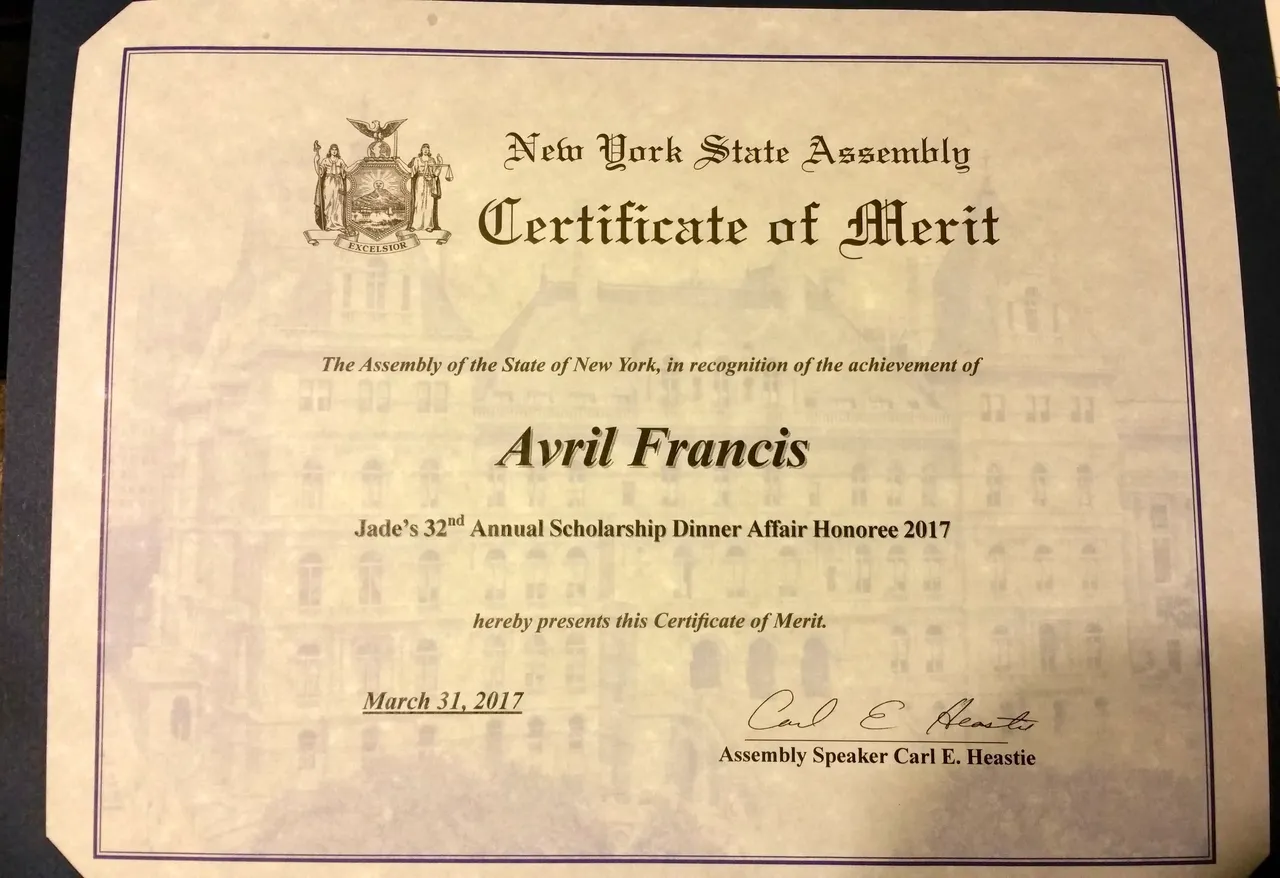 New York State Assembly
Certificate of Merit
EXCELSIOR
The Assembly of the State of New York, in recognition of the achievement of
Avril Francis
Jade's 32nd Annual Scholarship Dinner Affair Honoree 2017
hereby presents this Certificate of Merit.
March 31, 2017
Carl E Heastie
Assembly Speaker Carl E. Heastie